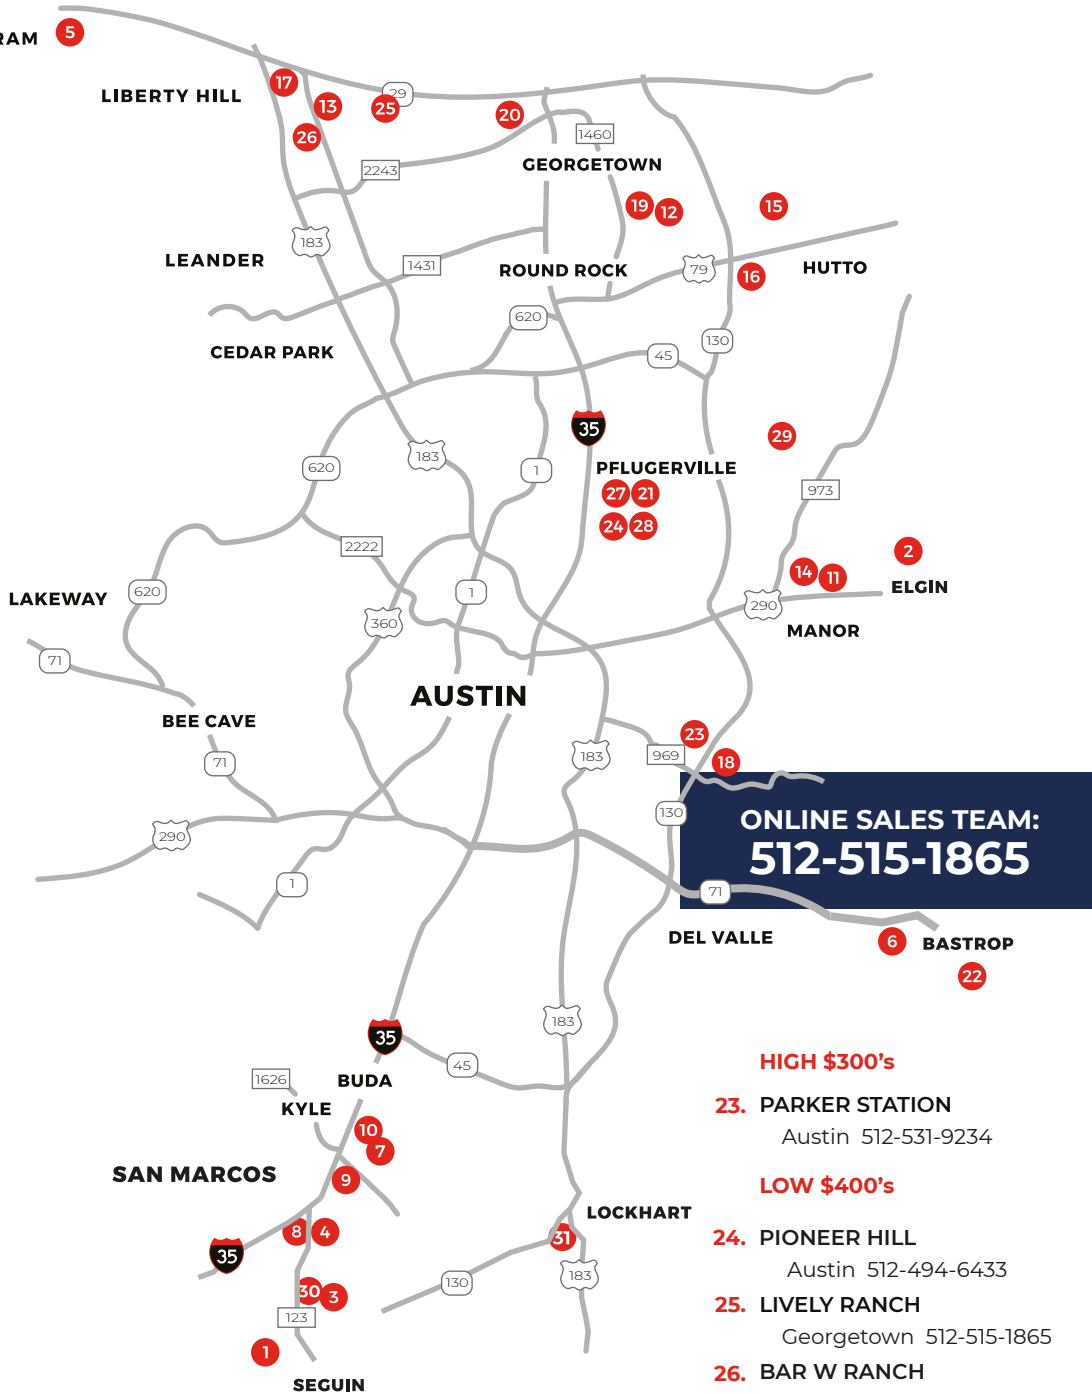 RAM
5
17
LIBERTY HILL
13
25
29
20
26
1460
2243
GEORGETOWN
19
12
15
183
LEANDER
1431
ROUND ROCK
79
HUTTO
16
620
130
CEDAR PARK
45
35
29
183
620
1
PFLUGERVILLE
27
21
973
24
28
2222
2
14
11
ELGIN
LAKEWAY
620
1
290
360
MANOR
71
AUSTIN
BEE CAVE
23
183
969
18
71
130
ONLINE SALES TEAM:
512-515-1865
290
1
71
DEL VALLE
6
BASTROP
22
183
35
45
1626
BUDA
KYLE
10
7
SAN MARCOS
9
LOCKHART
8
4
31
35
183
130
30
3
123
1
SEGUIN
HIGH $300's
23. PARKER STATION
Austin 512-531-9234
LOW $400's
24. PIONEER HILL
Austin 512-494-6433
25. LIVELY RANCH
Georgetown 512-515-1865
26. BAR W RANCH